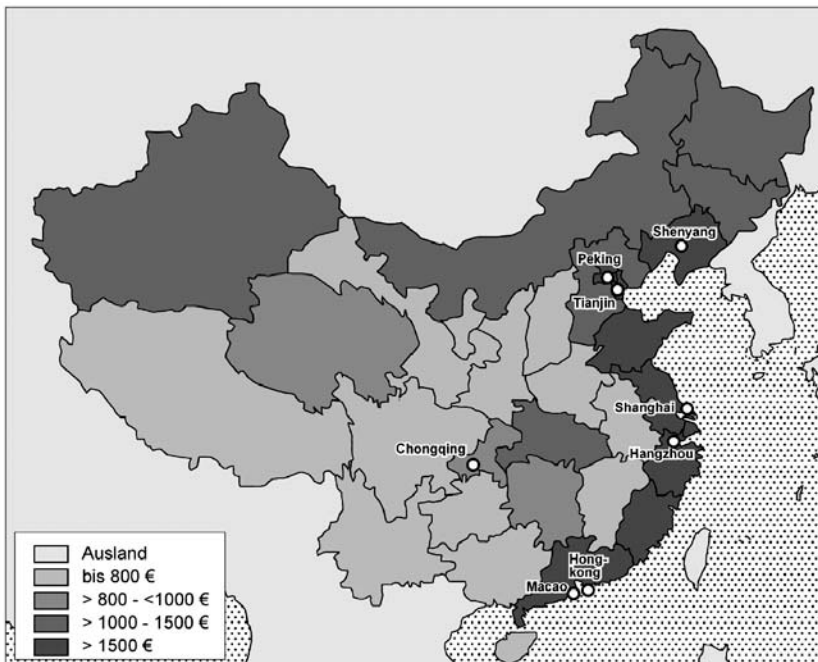 Shenyang
Peking
Tianjin
Shanghai
Hangzhou
Chongqing
Hong-
kong
Macao
Ausland
bis 800 €
> 800 - <1000 €
> 1000 - 1500 €
> 1500 €